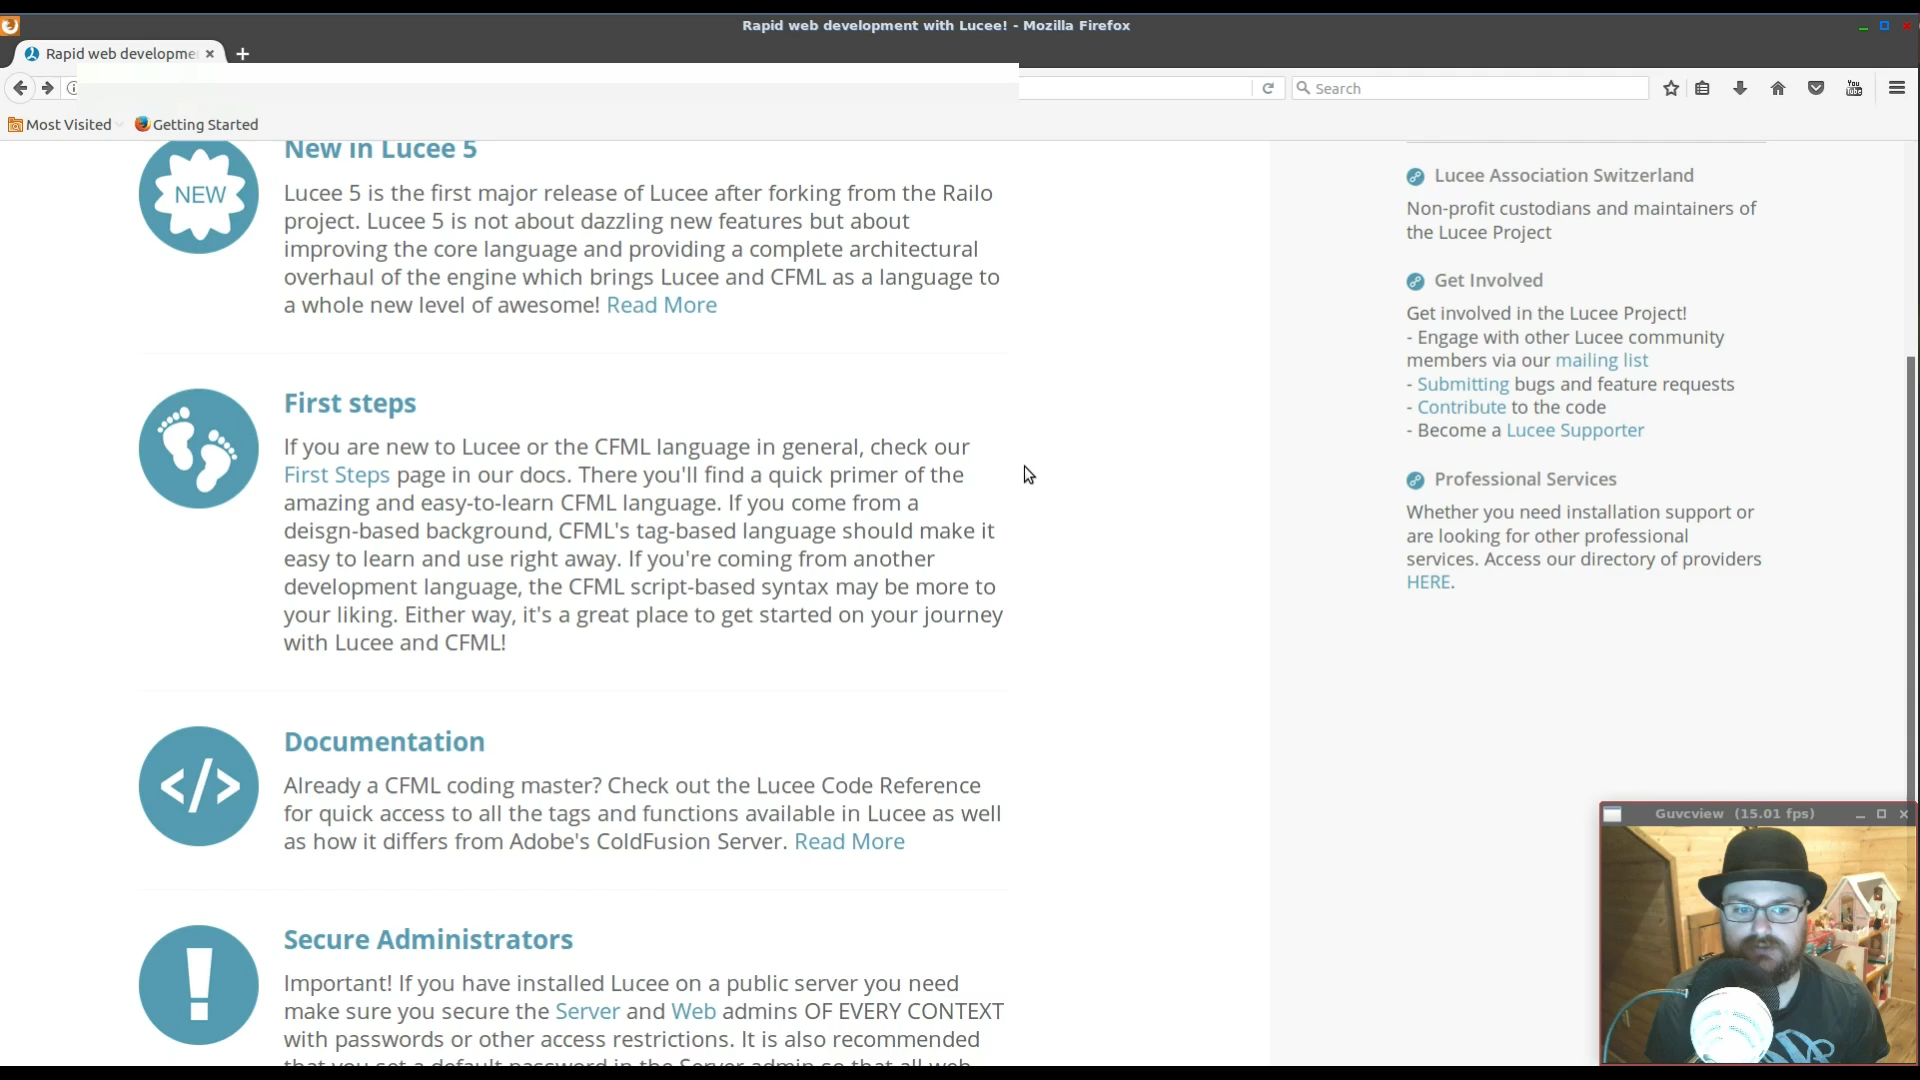 Rapid web development with Lucee! - Mozilla Firefox
Rapid web developme
Search
You Tube
Most Visited
Getting Started
New in Lucee 5
NEW
Lucee 5 is the first major release of Lucee after forking from the Railo
project. Lucee 5 is not about dazzling new features but about
improving the core language and providing a complete architectural
overhaul of the engine which brings Lucee and CFML as a language to
a whole new level of awesome! Read More
First steps
If you are new to Lucee or the CFML language in general, check our
First Steps page in our docs. There you'll find a quick primer of the
amazing and easy-to-learn CFML language. If you come from a
deisgn-based background, CFML's tag-based language should make it
easy to learn and use right away. If you're coming from another
development language, the CFML script-based syntax may be more to
your liking. Either way, it's a great place to get started on your journey
with Lucee and CFML!
Documentation
</>
Already a CFML coding master? Check out the Lucee Code Reference
for quick access to all the tags and functions available in Lucee as well
as how it differs from Adobe's ColdFusion Server. Read More
Secure Administrators
!
Important! If you have installed Lucee on a public server you need
make sure you secure the Server and Web admins OF EVERY CONTEXT
with passwords or other access restrictions. It is also recommended
that you set a default password in the Server admin so that all web
Lucee Association Switzerland
Non-profit custodians and maintainers of
the Lucee Project
Get Involved
Get involved in the Lucee Project!
- Engage with other Lucee community
members via our mailing list
- Submitting bugs and feature requests
- Contribute to the code
- Become a Lucee Supporter
Professional Services
Whether you need installation support or
are looking for other professional
services. Access our directory of providers
HERE.
Guvcview (15.01 fps)